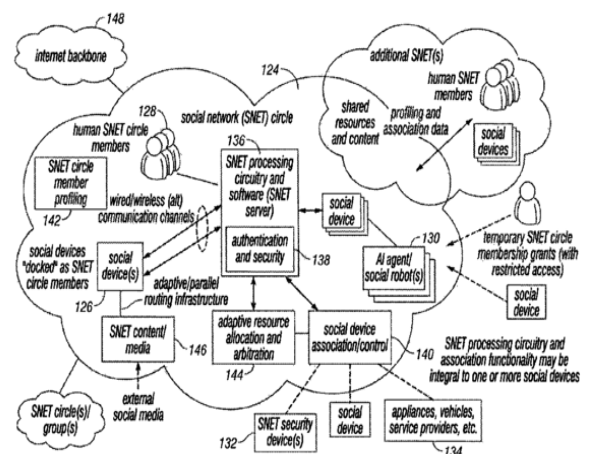 148
internet backbone
124
additional SNET(s)
human SNET
members
shared
resources
and content
profiling and
association data
social
devices
128
social network (SNET) circle
human SNET circle
members
136
SNET processing
circuitry and
software (SNET
server)
authentication
and security
138
SNET circle
member
profiling
142
wired/wireless (alt)
communication channels
social
device
130
AI agent/
social robot(s)
temporary SNET circle
membership grants (with
restricted access)
social
device
social devices
"docked" as SNET
circle members
social
device(s)
126
adaptive/parallel
routing infrastructure
SNET content/
media
146
adaptive resource
allocation and
arbitration
144
social device
association/control
140
SNET processing circuitry and
association functionality may be
integral to one or more social devices
SNET circle(s)/
group(s)
external
social media
SNET security
device(s)
132
social
device
appliances, vehicles,
service providers, etc.
134